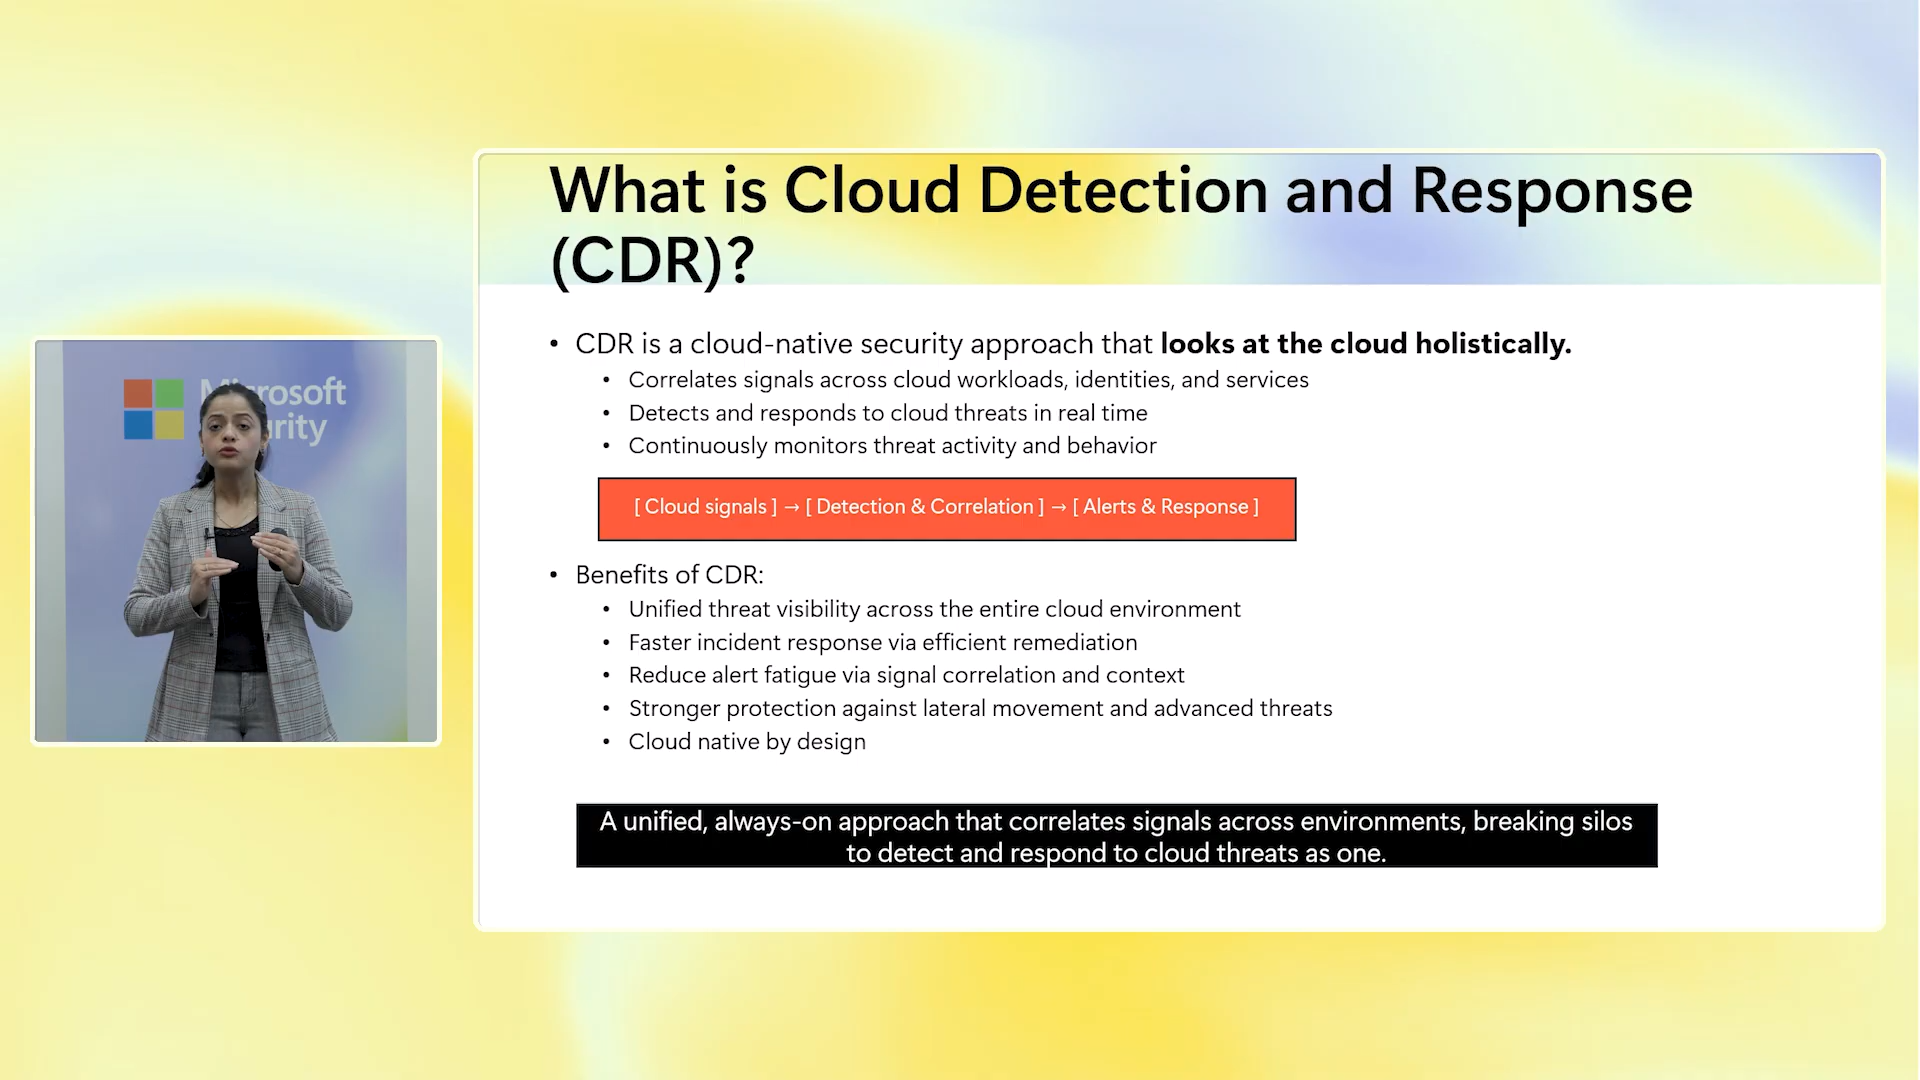 What is Cloud Detection and Response
(CDR)?
• CDR is a cloud-native security approach that looks at the cloud holistically.
• Correlates signals across cloud workloads, identities, and services
• Detects and responds to cloud threats in real time
• Continuously monitors threat activity and behavior
[ Cloud signals ] → [ Detection & Correlation ] → [ Alerts & Response ]
• Benefits of CDR:
• Unified threat visibility across the entire cloud environment
• Faster incident response via efficient remediation
• Reduce alert fatigue via signal correlation and context
• Stronger protection against lateral movement and advanced threats
• Cloud native by design
A unified, always-on approach that correlates signals across environments, breaking silos
to detect and respond to cloud threats as one.
Microsoft